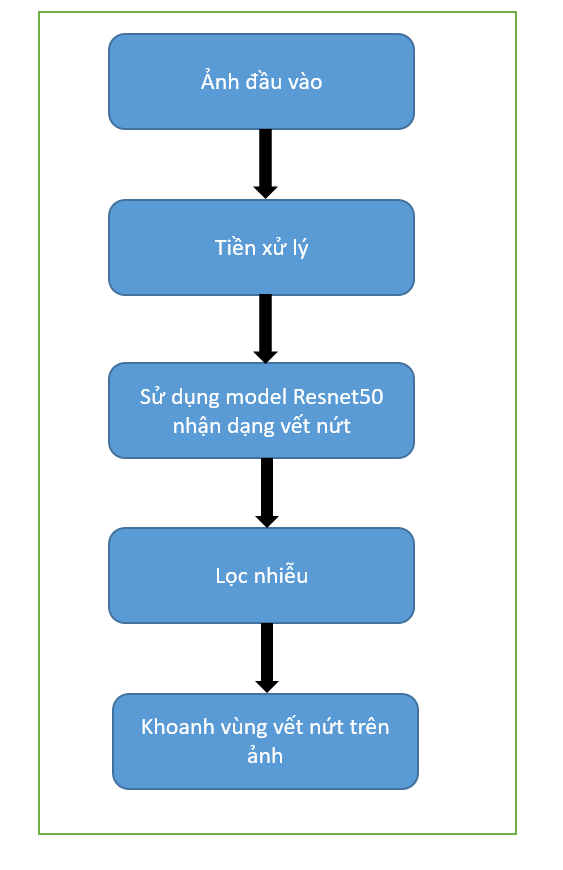 Ảnh đầu vào
Tiền xử lý
Sử dụng model Resnet50
nhận dạng vết nứt
Lọc nhiễu
Khoanh vùng vết nứt trên
ảnh